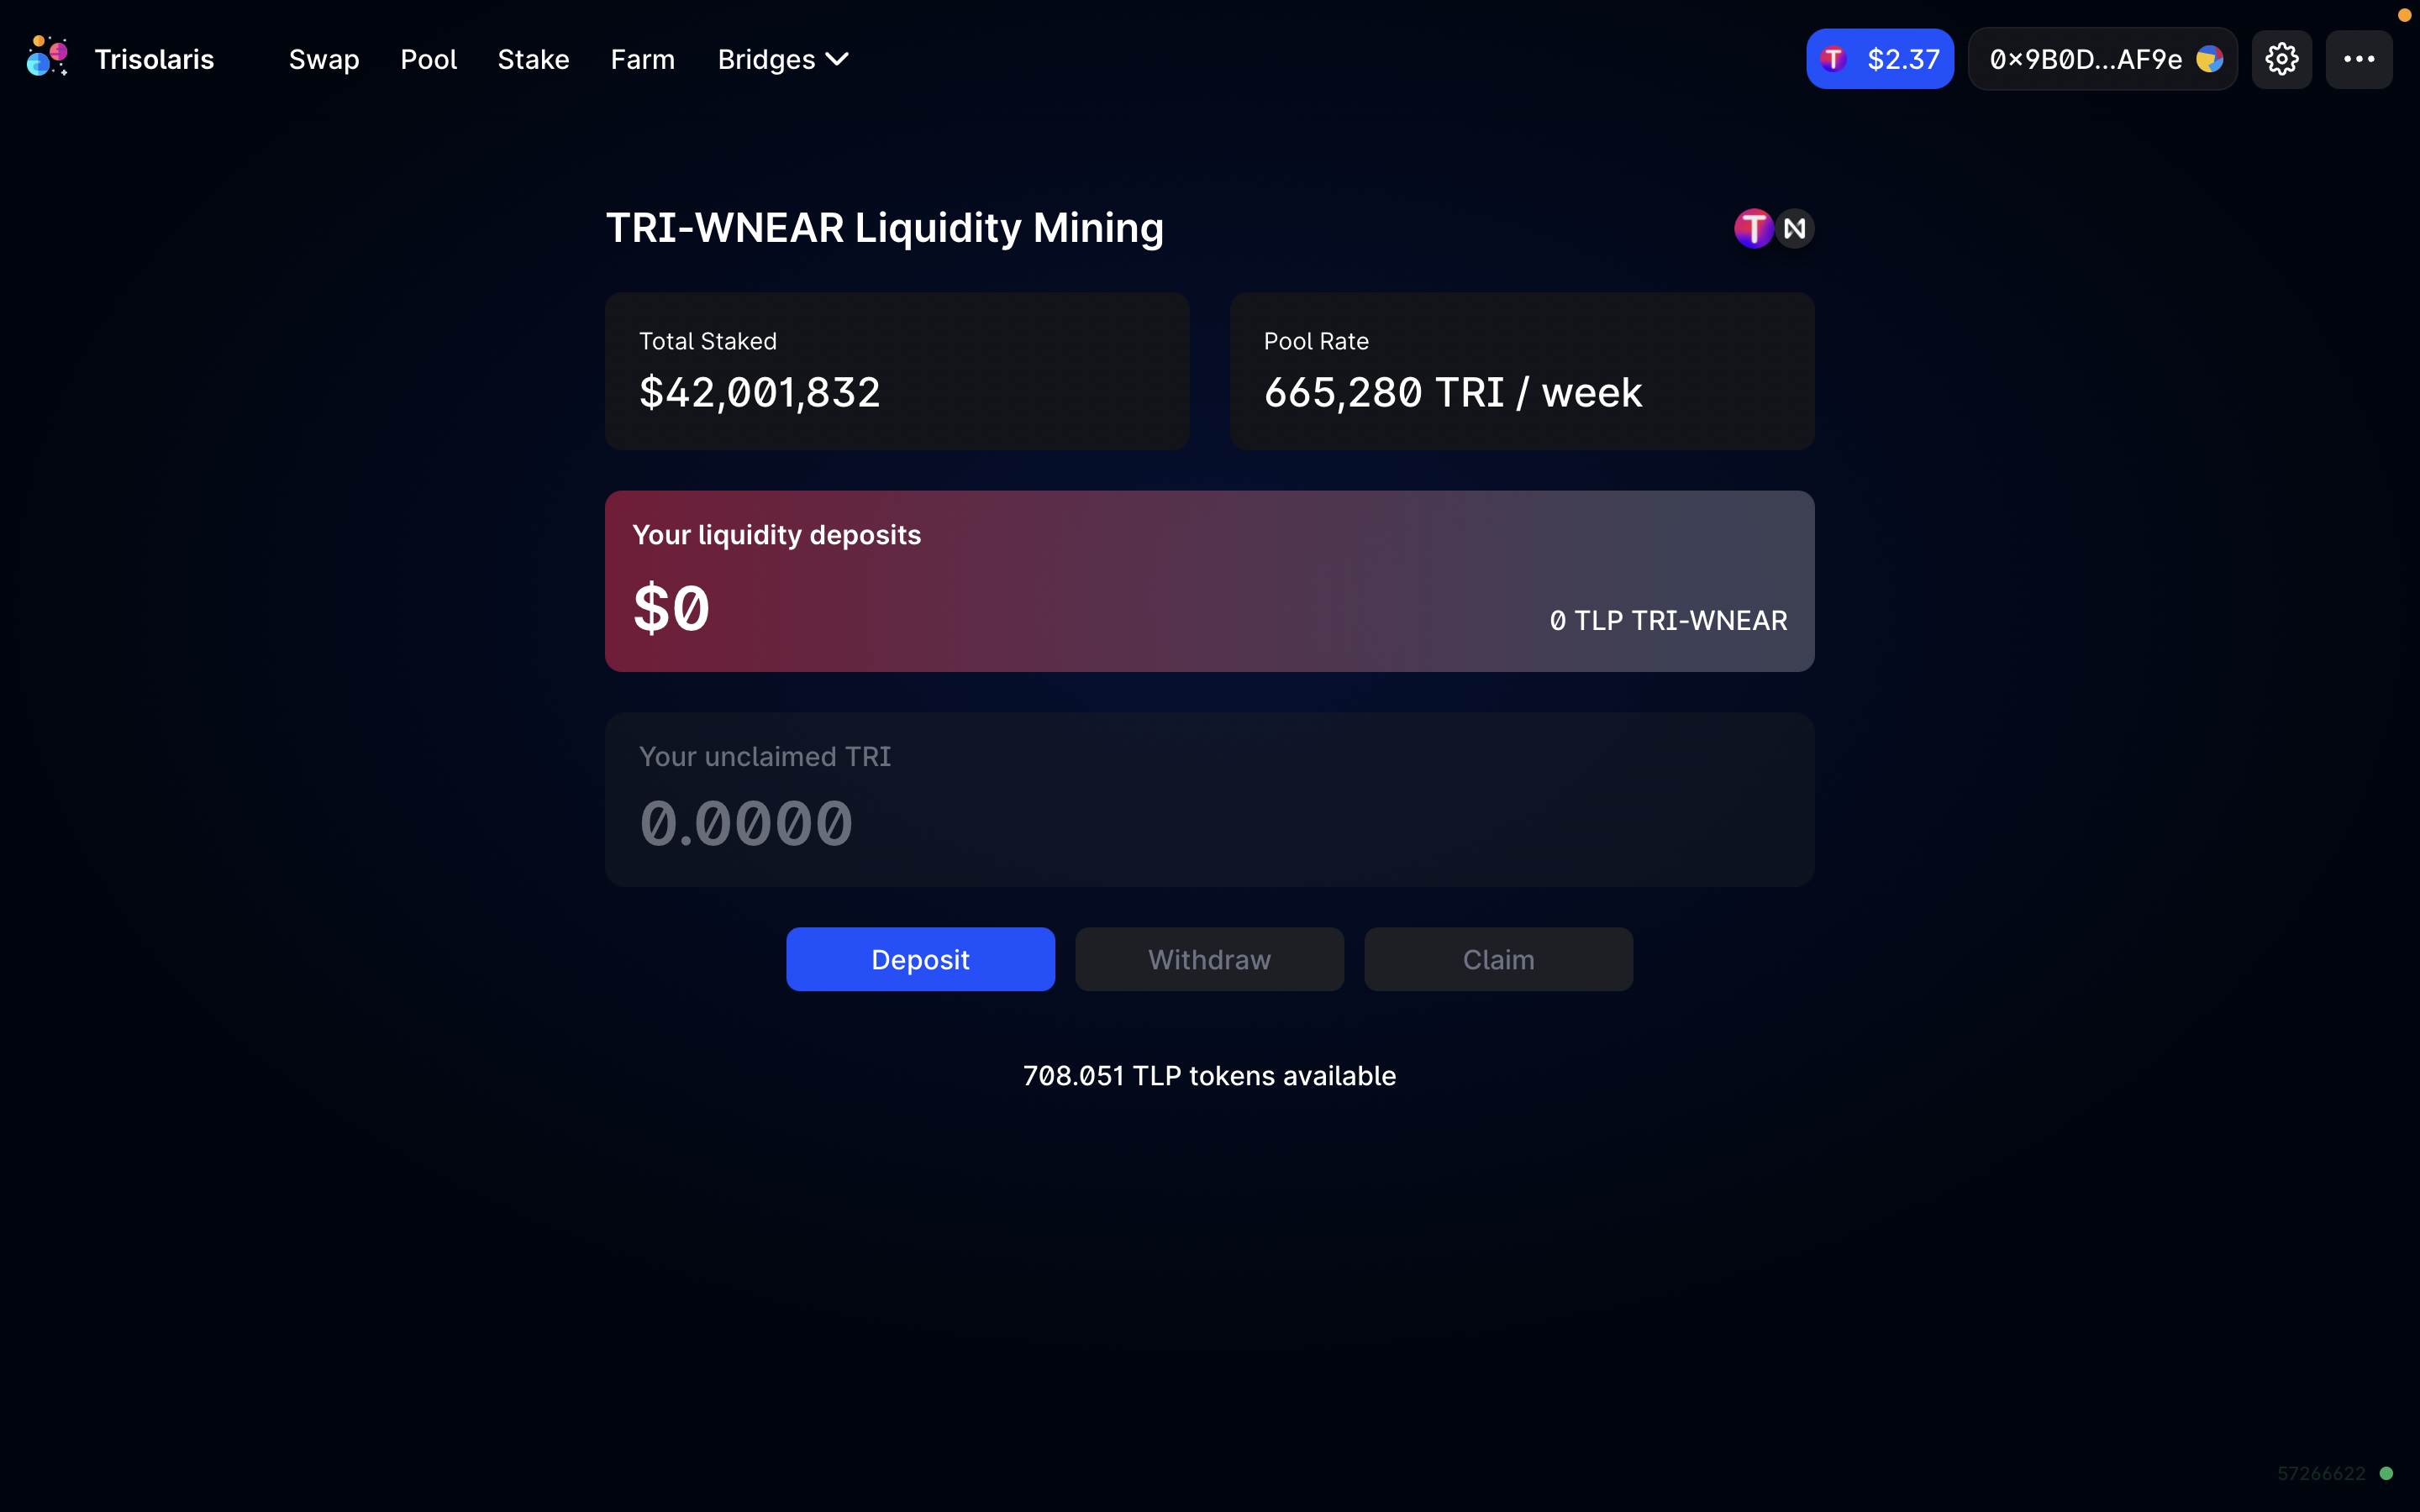 Trisolaris Swap Pool Stake Farm Bridges $2.37 0x9B0D...AF9e
TRI-WNEAR Liquidity Mining
Total Staked
$42,001,832
Pool Rate
665,280 TRI / week
Your liquidity deposits
$0
0 TLP TRI-WNEAR
Your unclaimed TRI
0.0000
Deposit Withdraw Claim
708.051 TLP tokens available
57266622